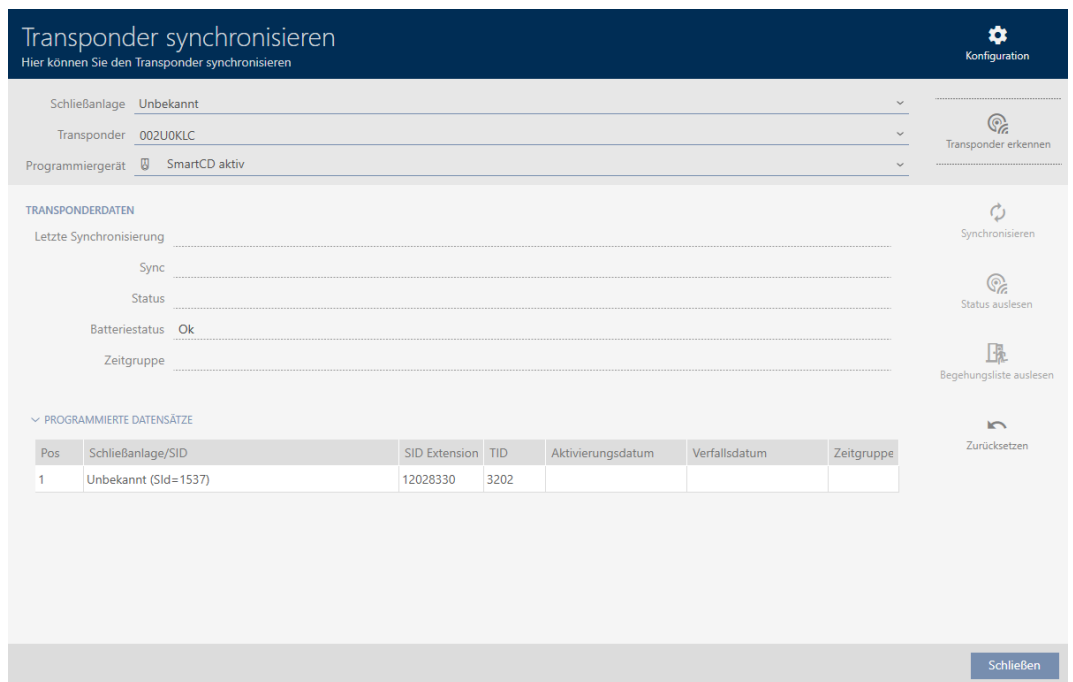 Transponder synchronisieren
Hier können Sie den Transponder synchronisieren
Konfiguration
Schließanlage Unbekannt
Transponder 002U0KLC
Programmiergerät SmartCD aktiv
Transponder erkennen
TRANSPONDERDATEN
Letzte Synchronisierung
Sync
Status
Batteriestatus Ok
Zeitgruppe
Synchronisieren
Status auslesen
Begehungsliste auslesen
Zurücksetzen
PROGRAMMIERTE DATENSÄTZE
Pos Schließanlage/SID SID Extension TID Aktivierungsdatum Verfallsdatum Zeitgruppe
1 Unbekannt (SId=1537) 12028330 3202
Schließen